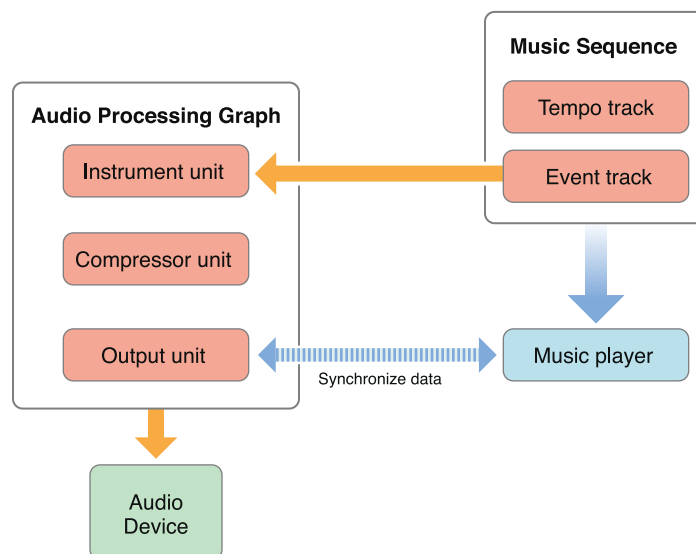 Music Sequence
Tempo track
Event track
Audio Processing Graph
Instrument unit
Compressor unit
Output unit
Synchronize data
Music player
Audio
Device